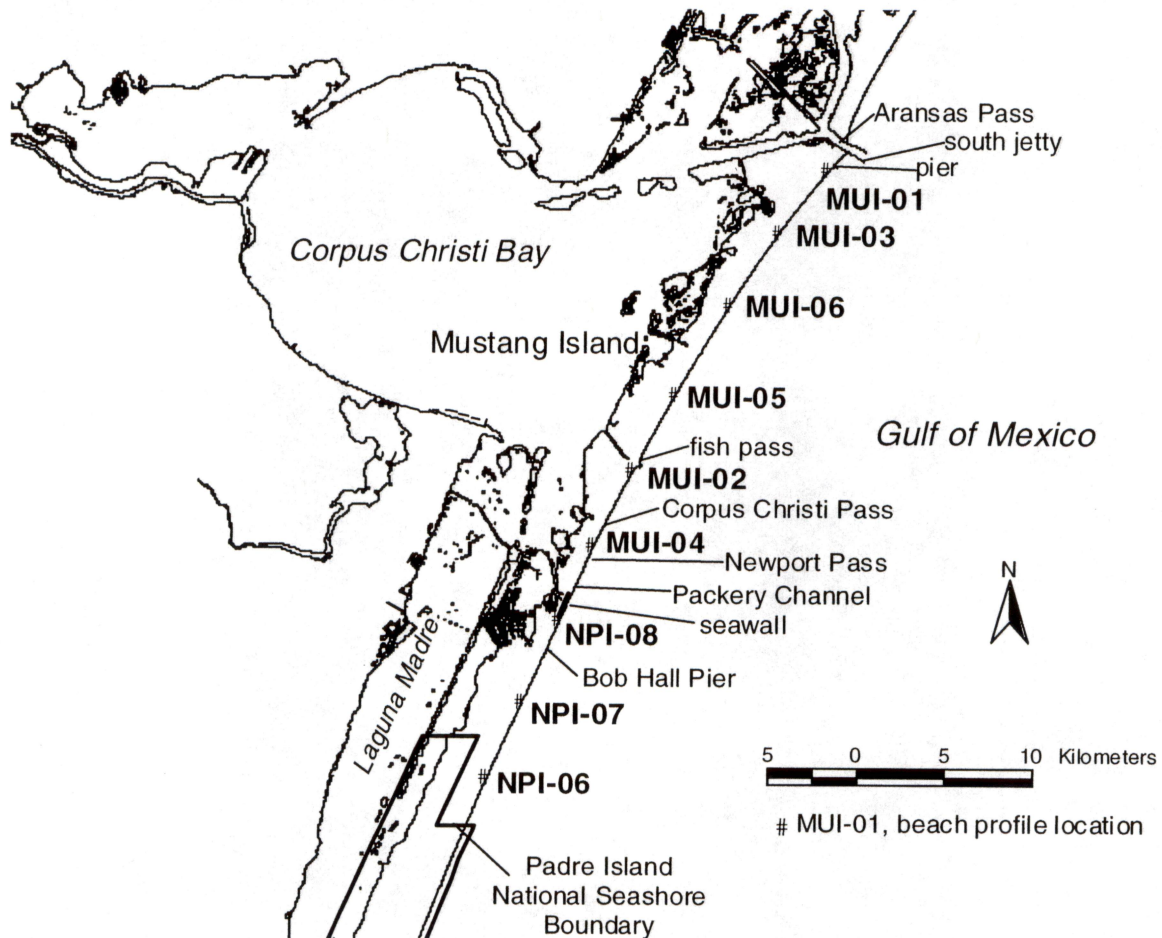 Aransas Pass
south jetty
pier
MUI-01
MUI-03
Corpus Christi Bay
MUI-06
Mustang Island
MUI-05
Gulf of Mexico
fish pass
MUI-02
Corpus Christi Pass
MUI-04
Newport Pass
N
Packery Channel
seawall
NPI-08
Laguna Madre
Bob Hall Pier
NPI-07
5 0 5 10 Kilometers
NPI-06
# MUI-01, beach profile location
Padre Island
National Seashore
Boundary